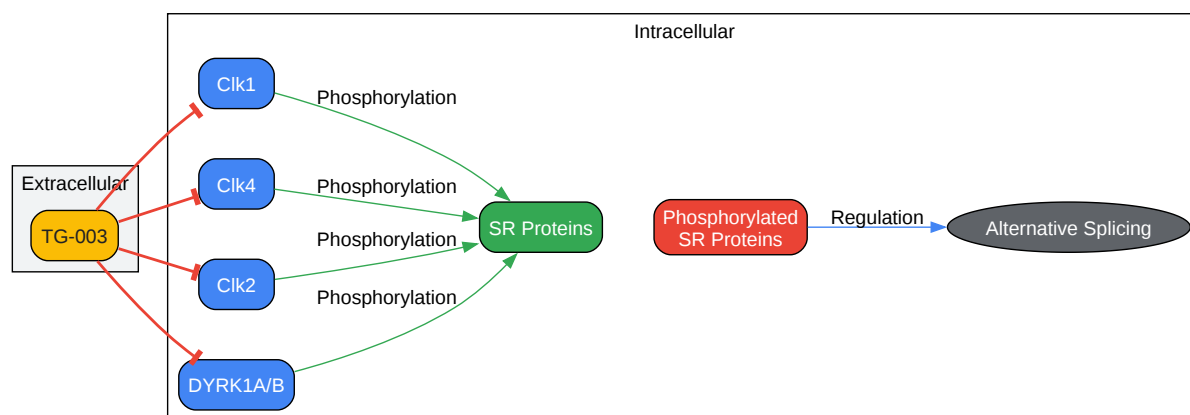 Intracellular
Clk1
Phosphorylation
Extracellular
TG-003
Clk4
Phosphorylation
SR Proteins
Phosphorylated
SR Proteins
Regulation
Alternative Splicing
Phosphorylation
Clk2
Phosphorylation
DYRK1A/B